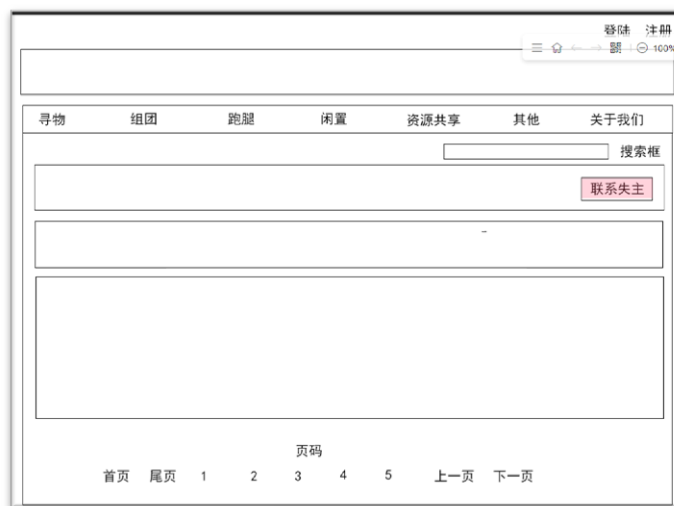 登陆 注册
100%
寻物 组团 跑腿 闲置 资源共享 其他 关于我们
搜索框
联系失主
页码
首页 尾页 1 2 3 4 5 上一页 下一页